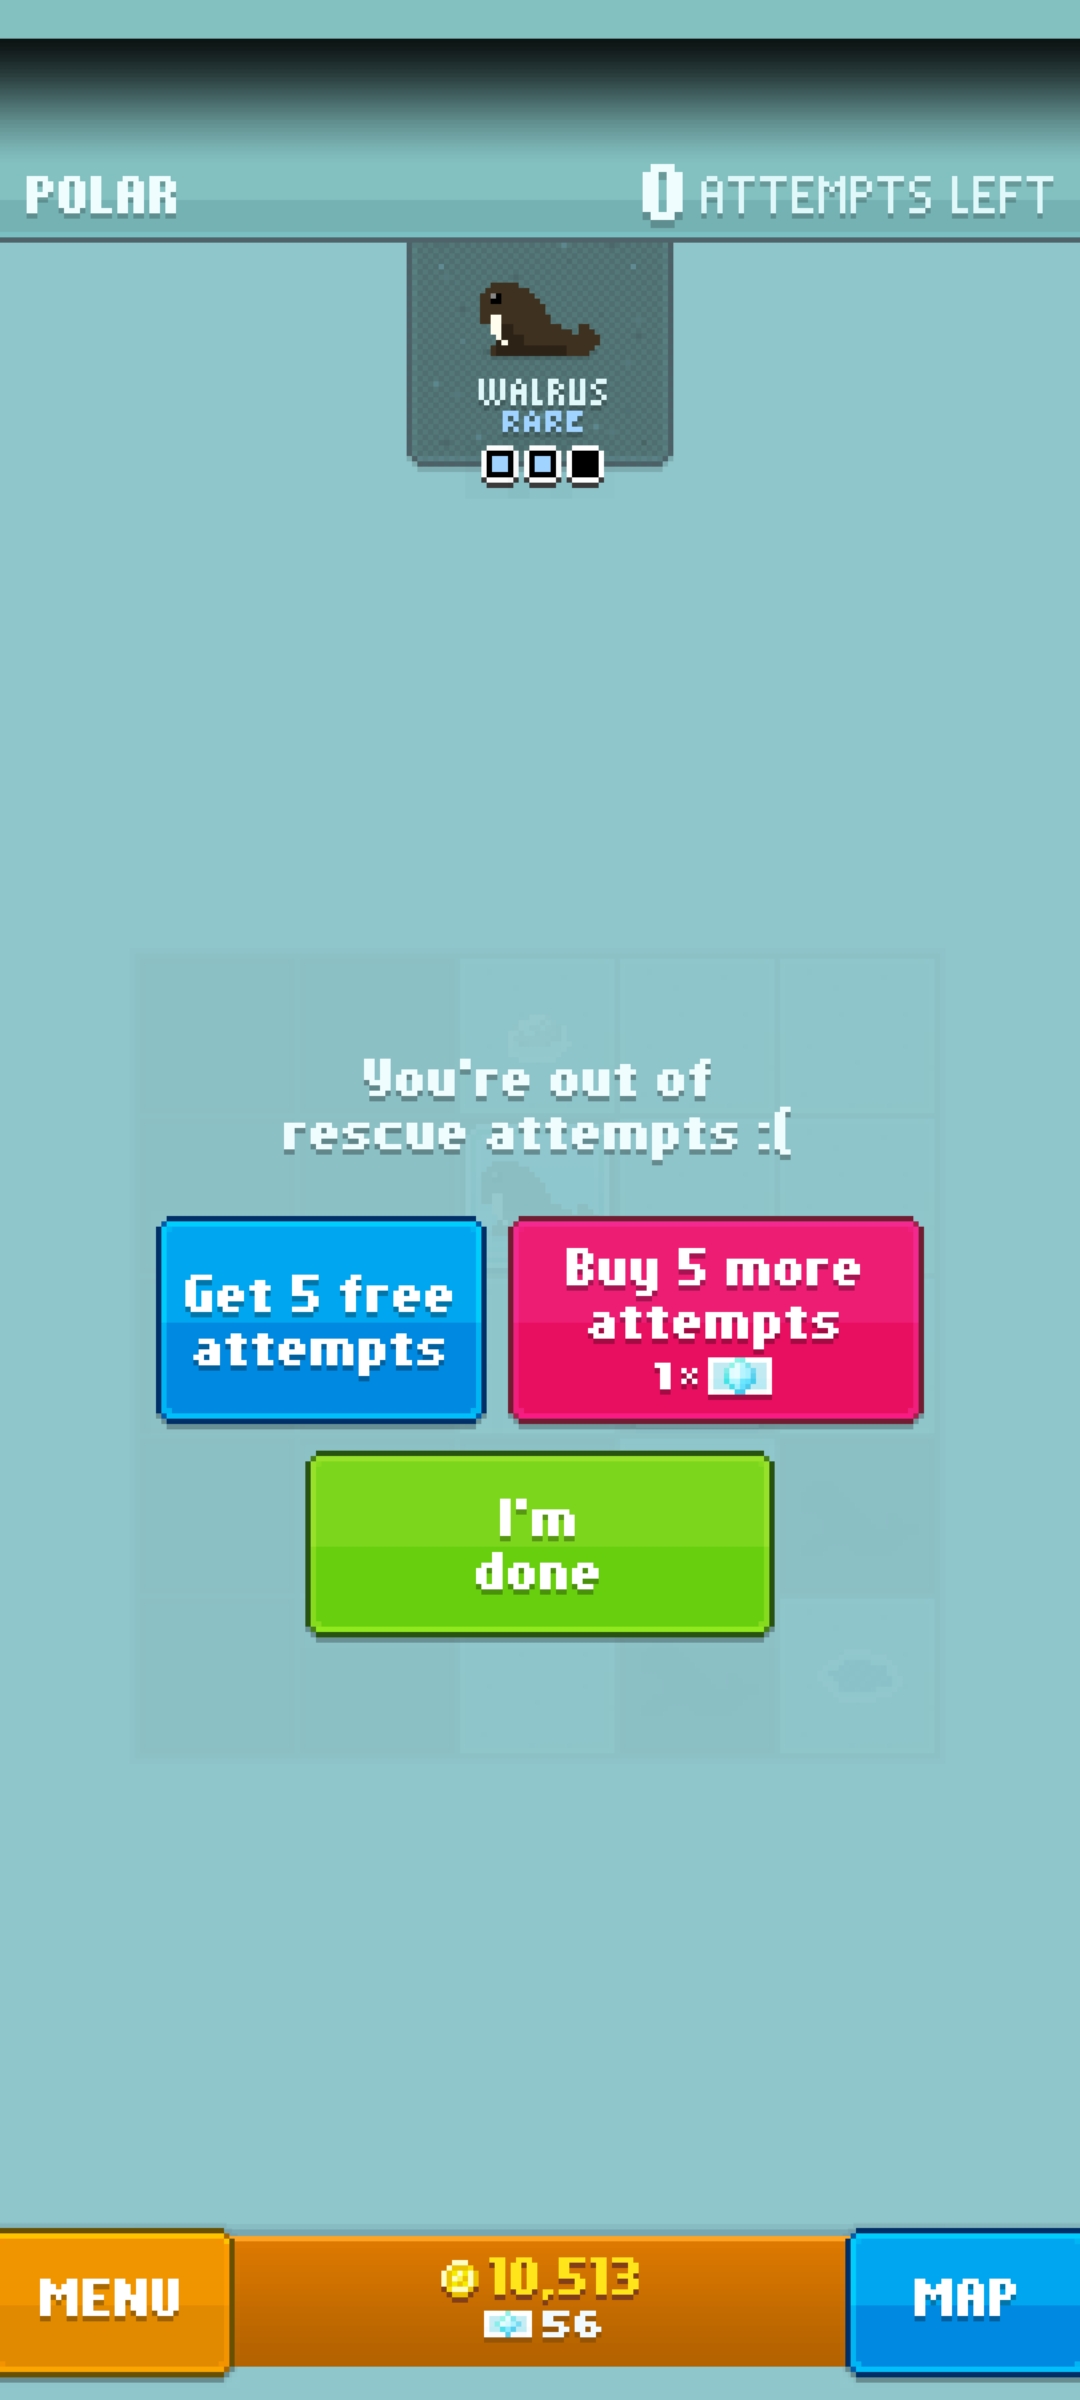 POLAR
0 ATTEMPTS LEFT
WALRUS
RARE
You're out of
rescue attempts :(
Get 5 free
attempts
Buy 5 more
attempts
1×
I'm
done
MENU
10,513
56
MAP